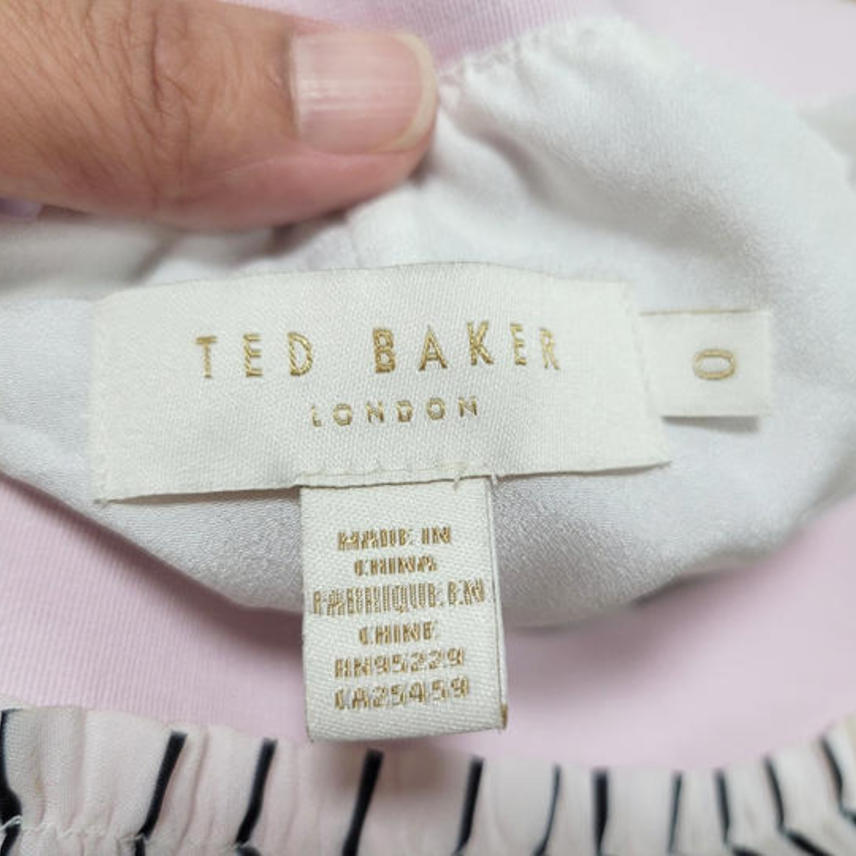 TED BAKER
LONDON
0
MADE IN
CHINA
FABRIQUE EN
CHINE
RN95229
CA25459